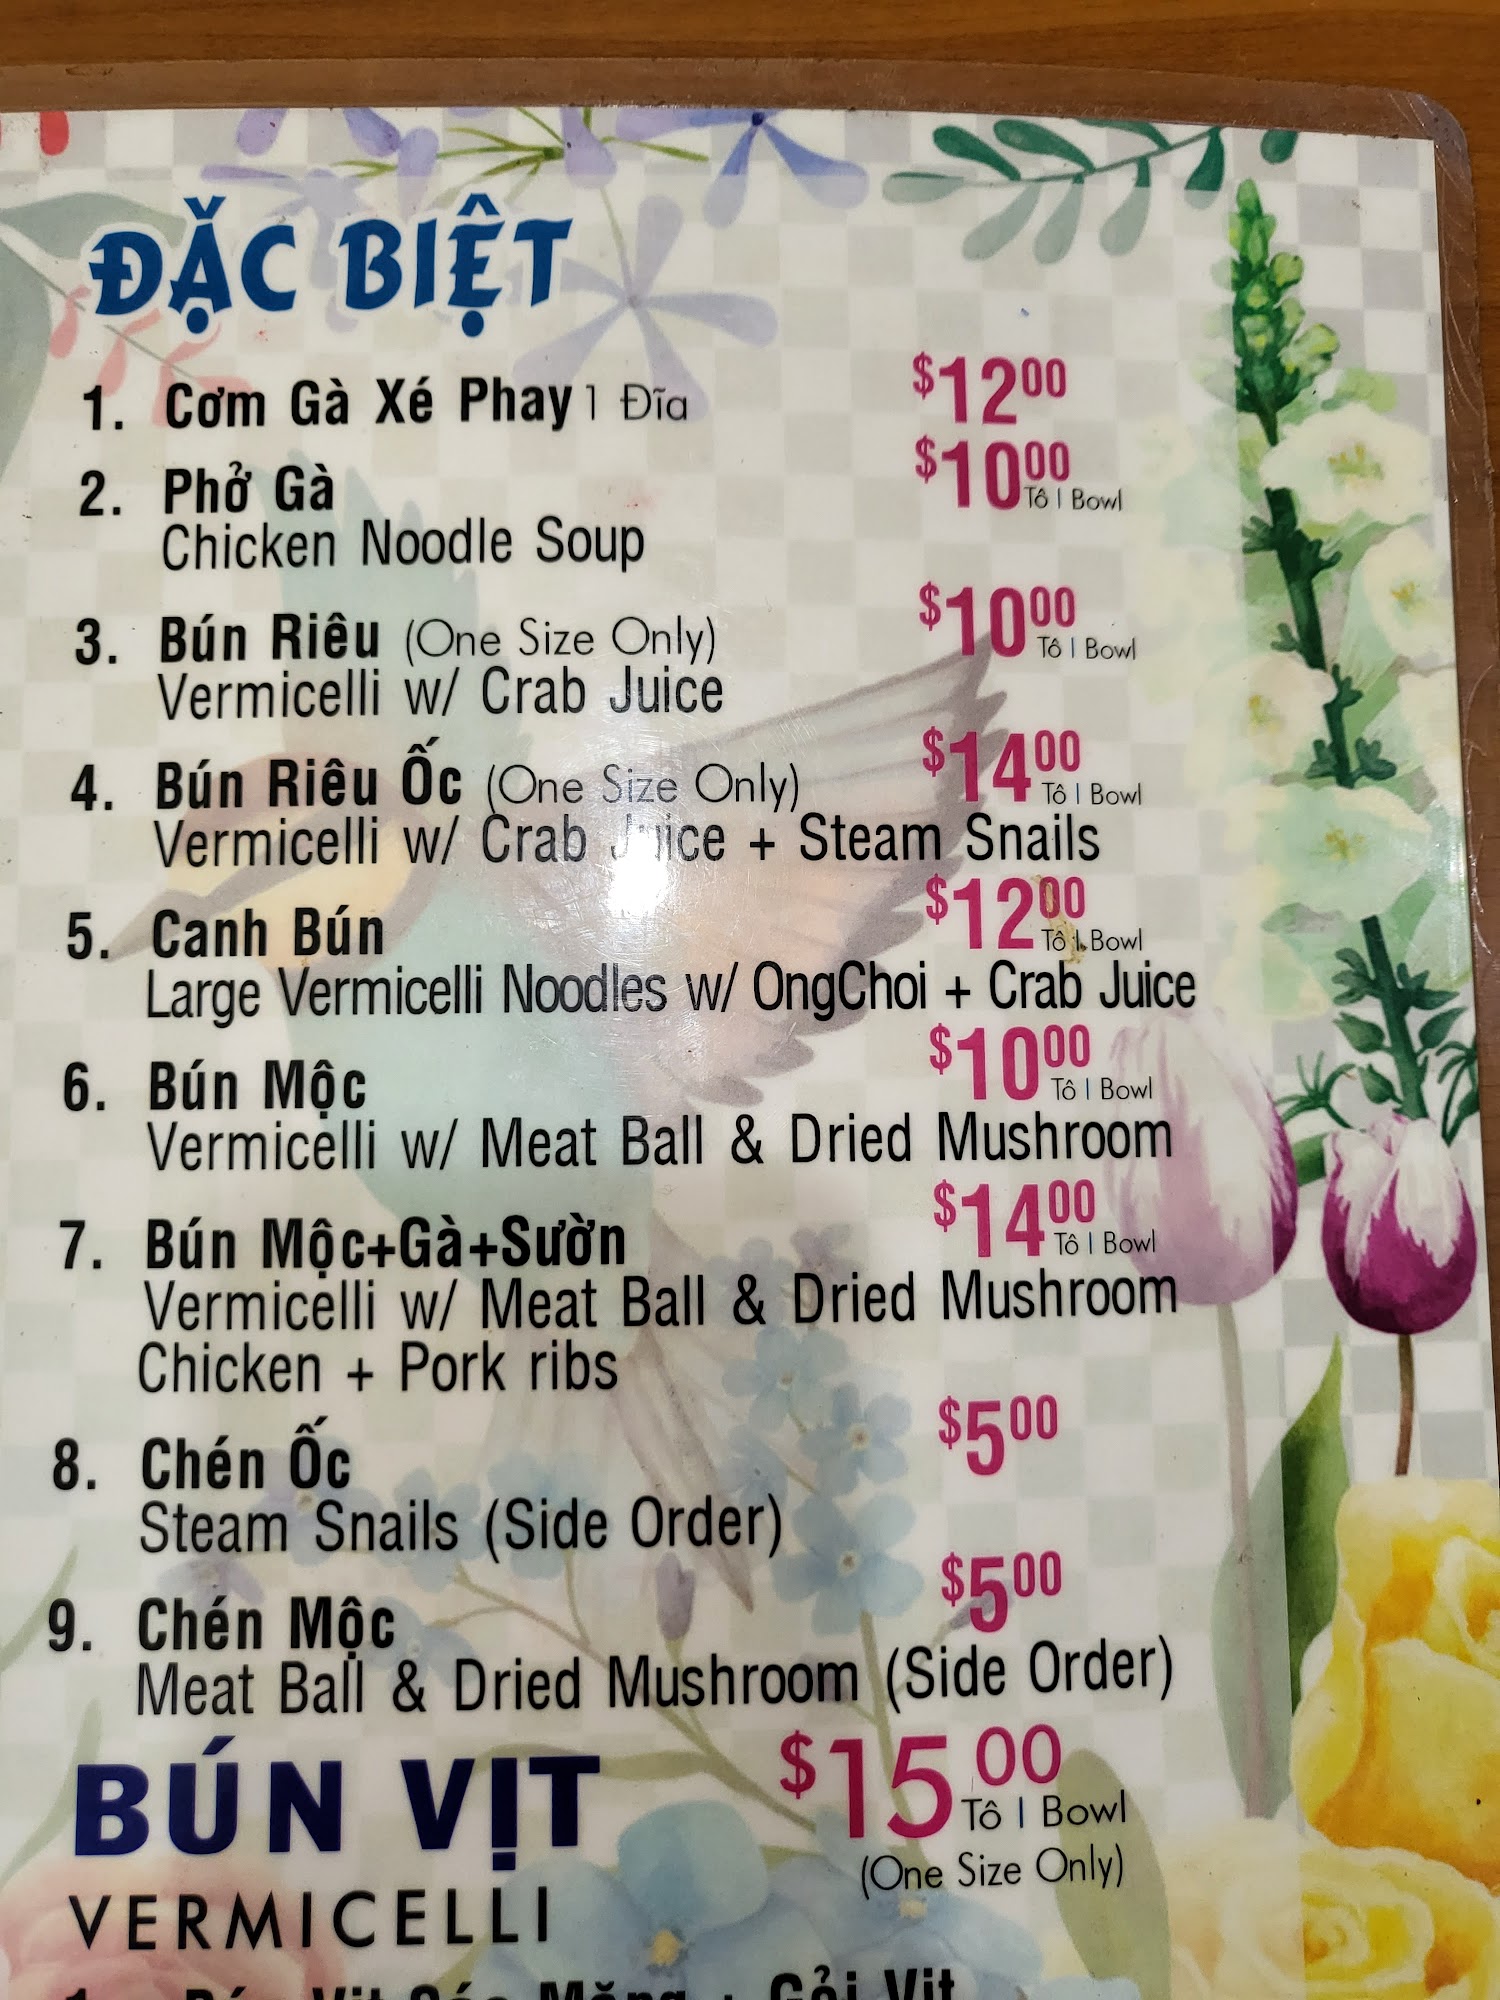 ĐẶC BIỆT
1. Cơm Gà Xé Phay 1 Đĩa $12.00
2. Phở Gà $10.00 Tô | Bowl
Chicken Noodle Soup
3. Bún Riêu (One Size Only) $10.00 Tô | Bowl
Vermicelli w/ Crab Juice
4. Bún Riêu Ốc (One Size Only) $14.00 Tô | Bowl
Vermicelli w/ Crab Juice + Steam Snails
5. Canh Bún $12.00 Tô | Bowl
Large Vermicelli Noodles w/ OngChoi + Crab Juice
6. Bún Mộc $10.00 Tô | Bowl
Vermicelli w/ Meat Ball & Dried Mushroom
7. Bún Mộc+Gà+Sườn $14.00 Tô | Bowl
Vermicelli w/ Meat Ball & Dried Mushroom
Chicken + Pork ribs
8. Chén Ốc $5.00
Steam Snails (Side Order)
9. Chén Mộc $5.00
Meat Ball & Dried Mushroom (Side Order)
BÚN VỊT $15.00 Tô | Bowl
(One Size Only)
VERMICELLI
Gỏi Vịt